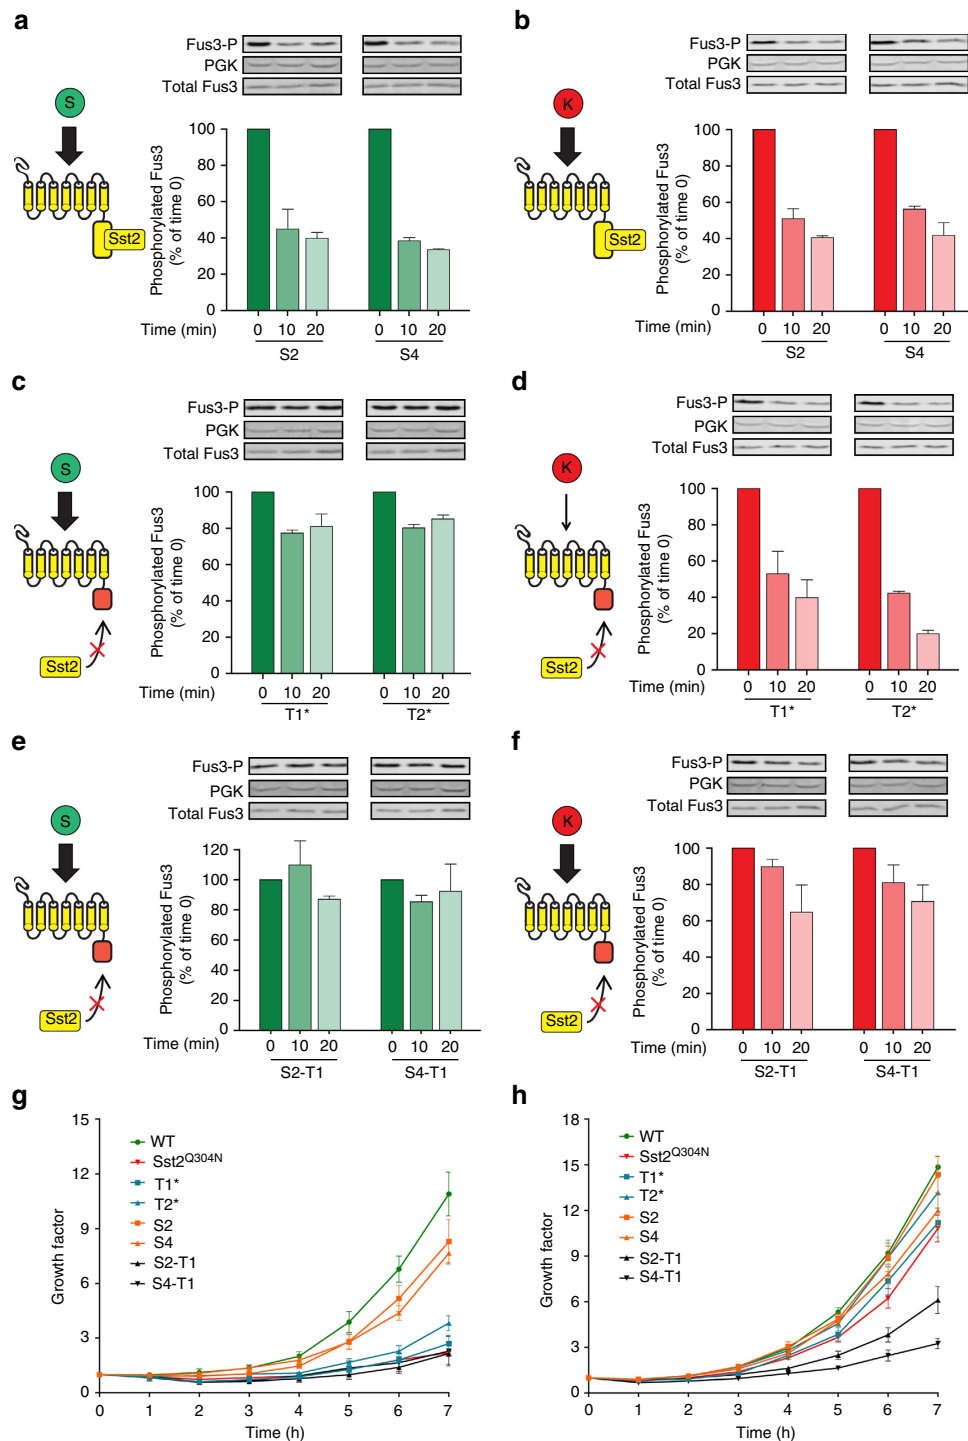 a
Fus3-P
PGK
Total Fus3
S
Sst2
Phosphorylated Fus3
(% of time 0)
100
80
60
40
20
0
Time (min)
0 10 20 0 10 20
S2 S4
b
Fus3-P
PGK
Total Fus3
K
Sst2
Phosphorylated Fus3
(% of time 0)
100
80
60
40
20
0
Time (min)
0 10 20 0 10 20
S2 S4
c
Fus3-P
PGK
Total Fus3
S
Sst2
Phosphorylated Fus3
(% of time 0)
100
80
60
40
20
0
Time (min)
0 10 20 0 10 20
T1* T2*
d
Fus3-P
PGK
Total Fus3
K
Sst2
Phosphorylated Fus3
(% of time 0)
100
80
60
40
20
0
Time (min)
0 10 20 0 10 20
T1* T2*
e
Fus3-P
PGK
Total Fus3
S
Sst2
Phosphorylated Fus3
(% of time 0)
120
100
80
60
40
20
0
Time (min)
0 10 20 0 10 20
S2-T1 S4-T1
f
Fus3-P
PGK
Total Fus3
K
Sst2
Phosphorylated Fus3
(% of time 0)
100
80
60
40
20
0
Time (min)
0 10 20 0 10 20
S2-T1 S4-T1
g
Growth factor
15
12
9
6
3
0
WT
Sst2Q304N
T1*
T2*
S2
S4
S2-T1
S4-T1
0 1 2 3 4 5 6 7
Time (h)
h
Growth factor
18
15
12
9
6
3
0
WT
Sst2Q304N
T1*
T2*
S2
S4
S2-T1
S4-T1
0 1 2 3 4 5 6 7
Time (h)